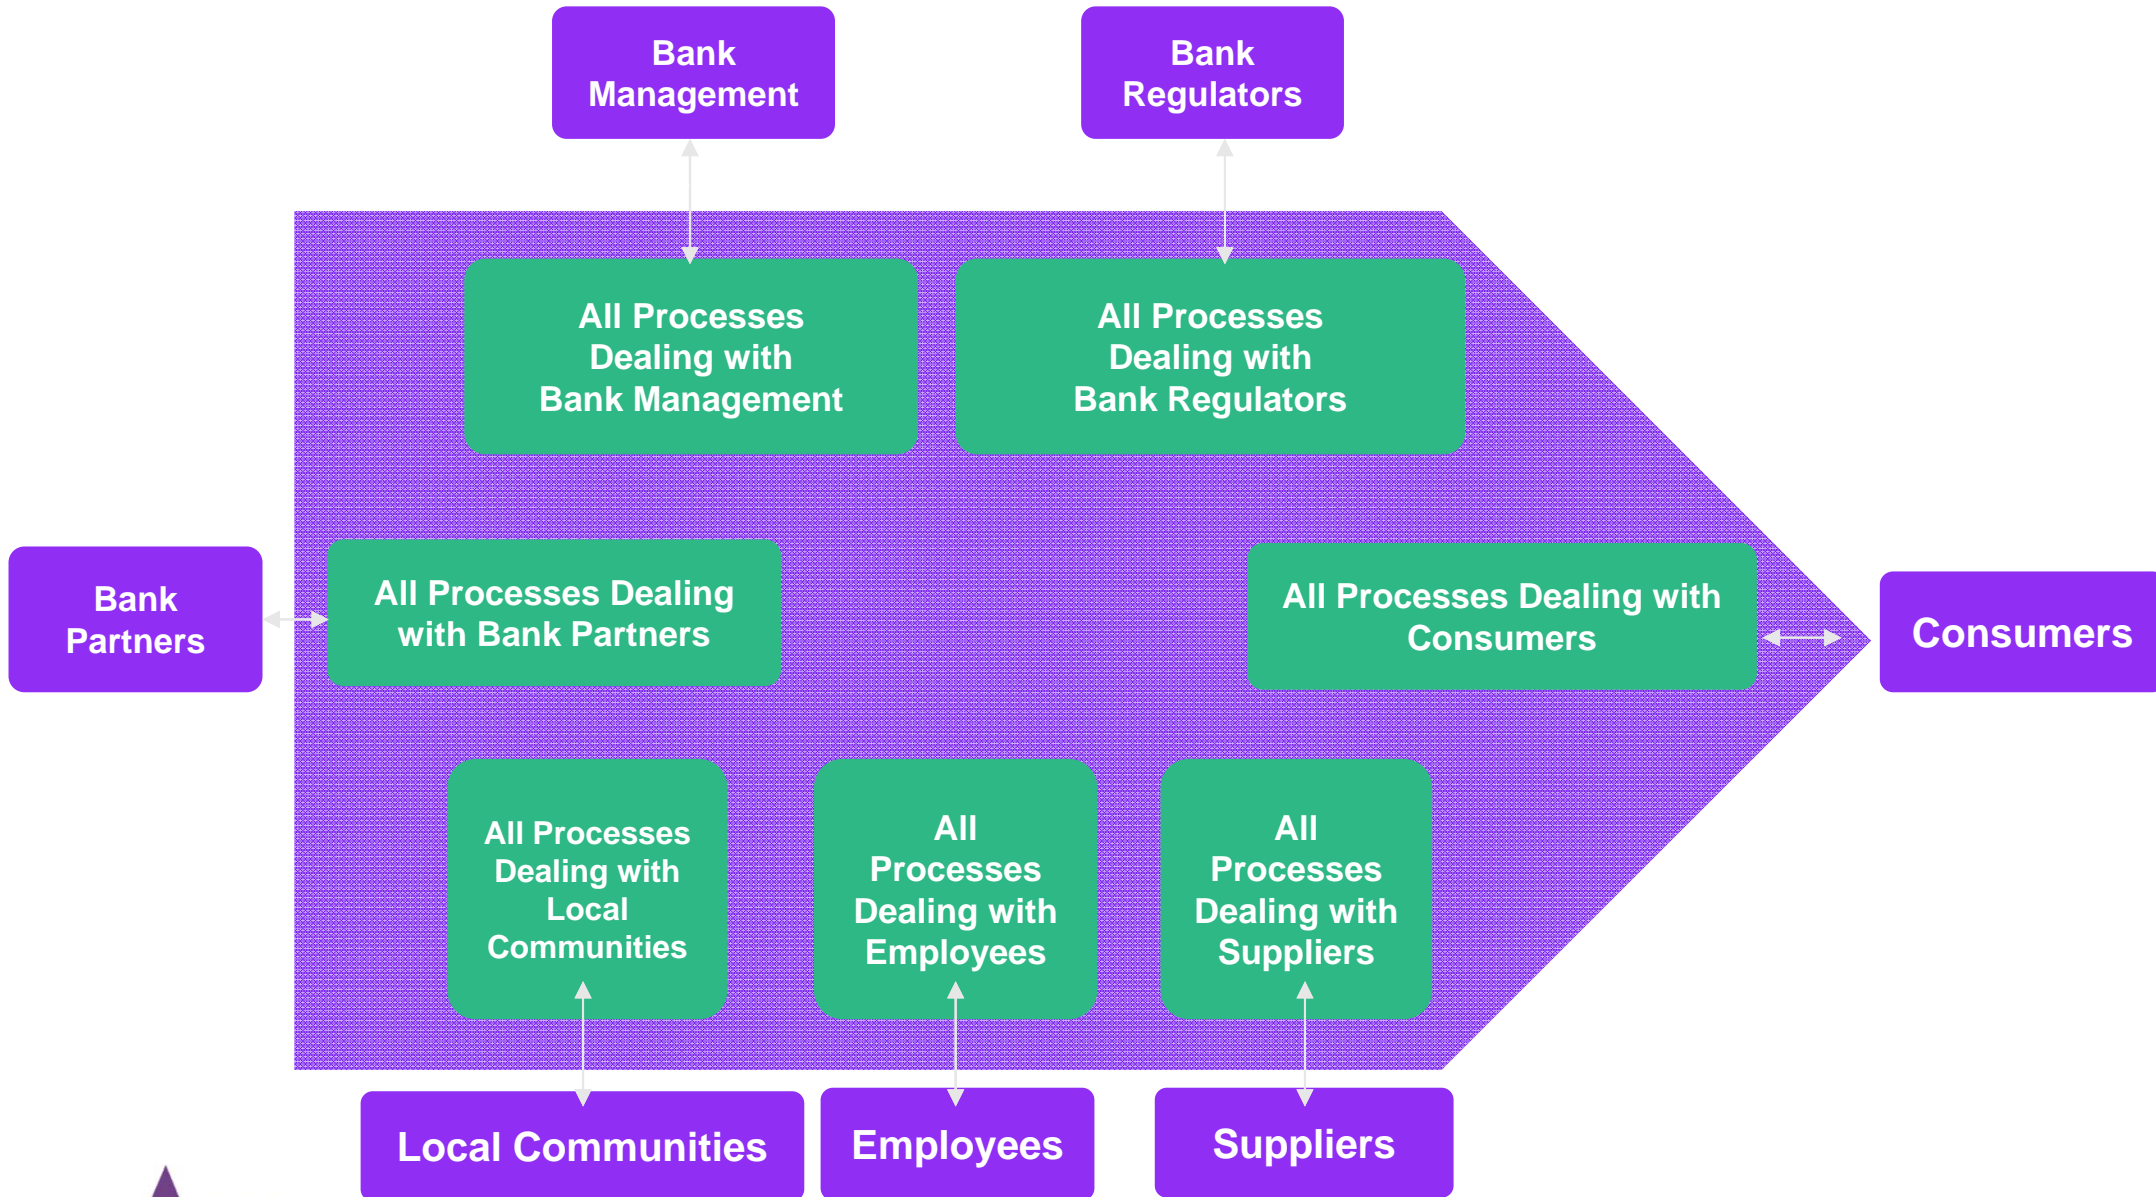 Bank
Management
Bank
Regulators
All Processes
Dealing with
Bank Management
All Processes
Dealing with
Bank Regulators
Bank
Partners
All Processes Dealing
with Bank Partners
All Processes Dealing with
Consumers
Consumers
All Processes
Dealing with
Local
Communities
All
Processes
Dealing with
Employees
All
Processes
Dealing with
Suppliers
Local Communities
Employees
Suppliers